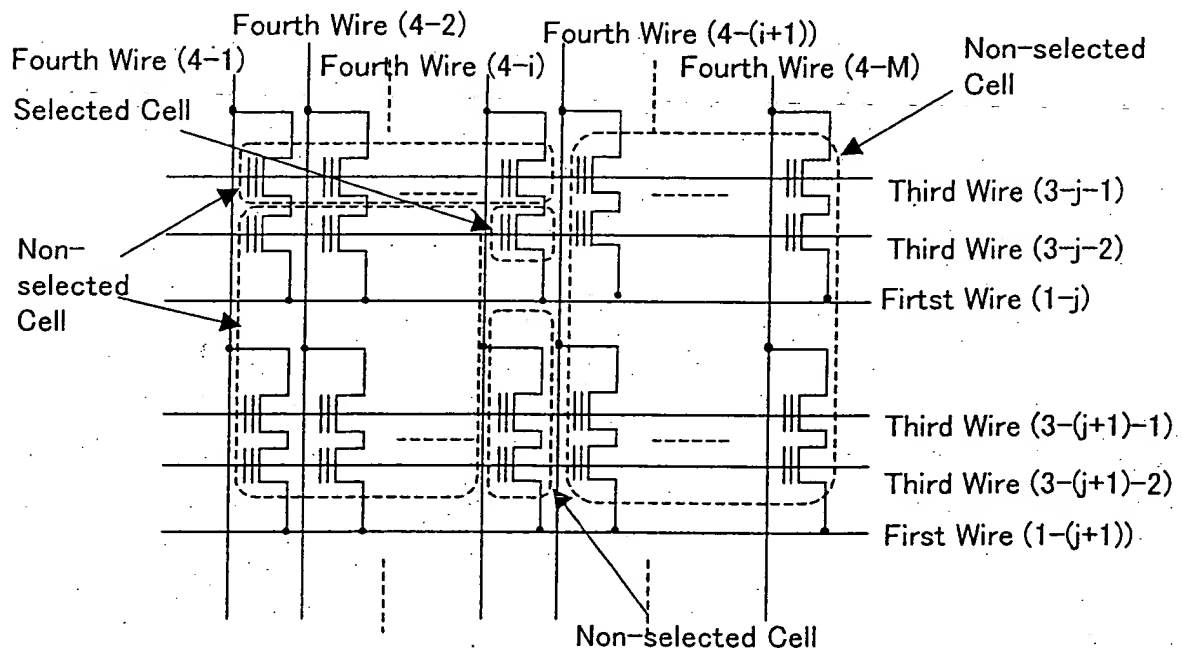 Fourth Wire (4-2)
Fourth Wire (4-(i+1))
Non-selected
Cell
Fourth Wire (4-1)
Fourth Wire (4-i)
Fourth Wire (4-M)
Selected Cell
Third Wire (3-j-1)
Third Wire (3-j-2)
Non-
selected
Cell
Firtst Wire (1-j)
Third Wire (3-(j+1)-1)
Third Wire (3-(j+1)-2)
First Wire (1-(j+1))
Non-selected Cell